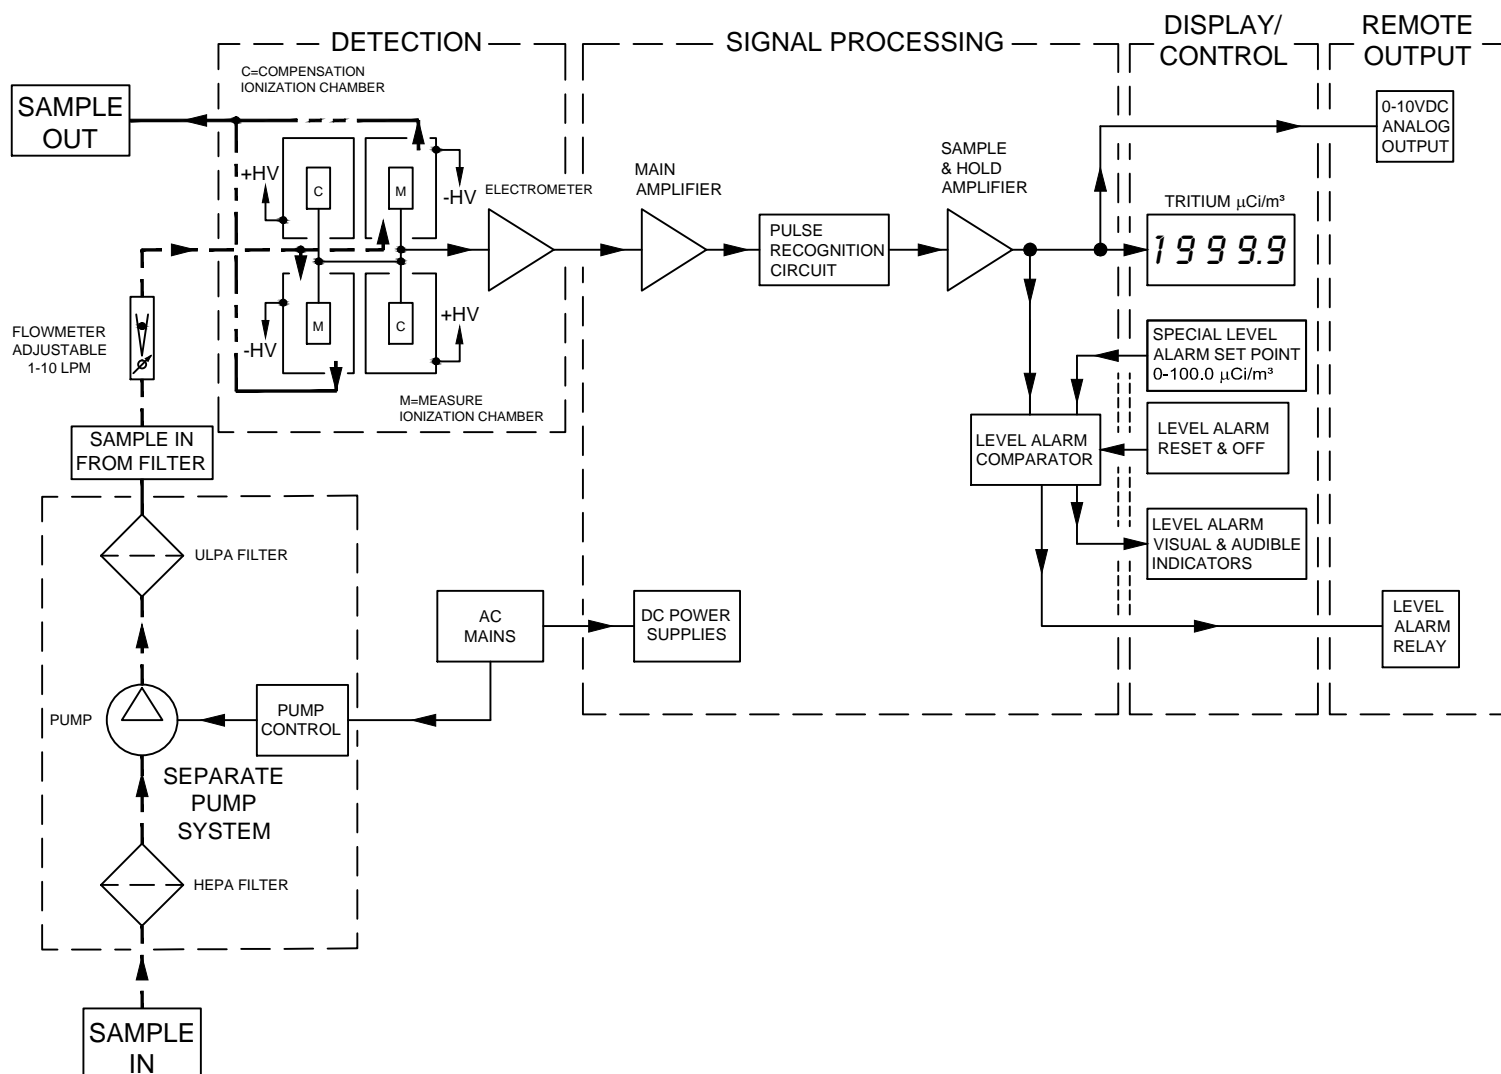 DETECTION
SIGNAL PROCESSING
DISPLAY/
CONTROL
REMOTE
OUTPUT
C=COMPENSATION
IONIZATION CHAMBER
SAMPLE
OUT
0-10VDC
ANALOG
OUTPUT
+HV
C
M
-HV
ELECTROMETER
MAIN
AMPLIFIER
SAMPLE
& HOLD
AMPLIFIER
TRITIUM µCi/m³
1999.9
PULSE
RECOGNITION
CIRCUIT
FLOWMETER
ADJUSTABLE
1-10 LPM
-HV
M
C
+HV
SPECIAL LEVEL
ALARM SET POINT
0-100.0 µCi/m³
M=MEASURE
IONIZATION CHAMBER
SAMPLE IN
FROM FILTER
LEVEL ALARM
COMPARATOR
LEVEL ALARM
RESET & OFF
LEVEL ALARM
VISUAL & AUDIBLE
INDICATORS
ULPA FILTER
AC
MAINS
DC POWER
SUPPLIES
LEVEL
ALARM
RELAY
PUMP
PUMP
CONTROL
SEPARATE
PUMP
SYSTEM
HEPA FILTER
SAMPLE
IN